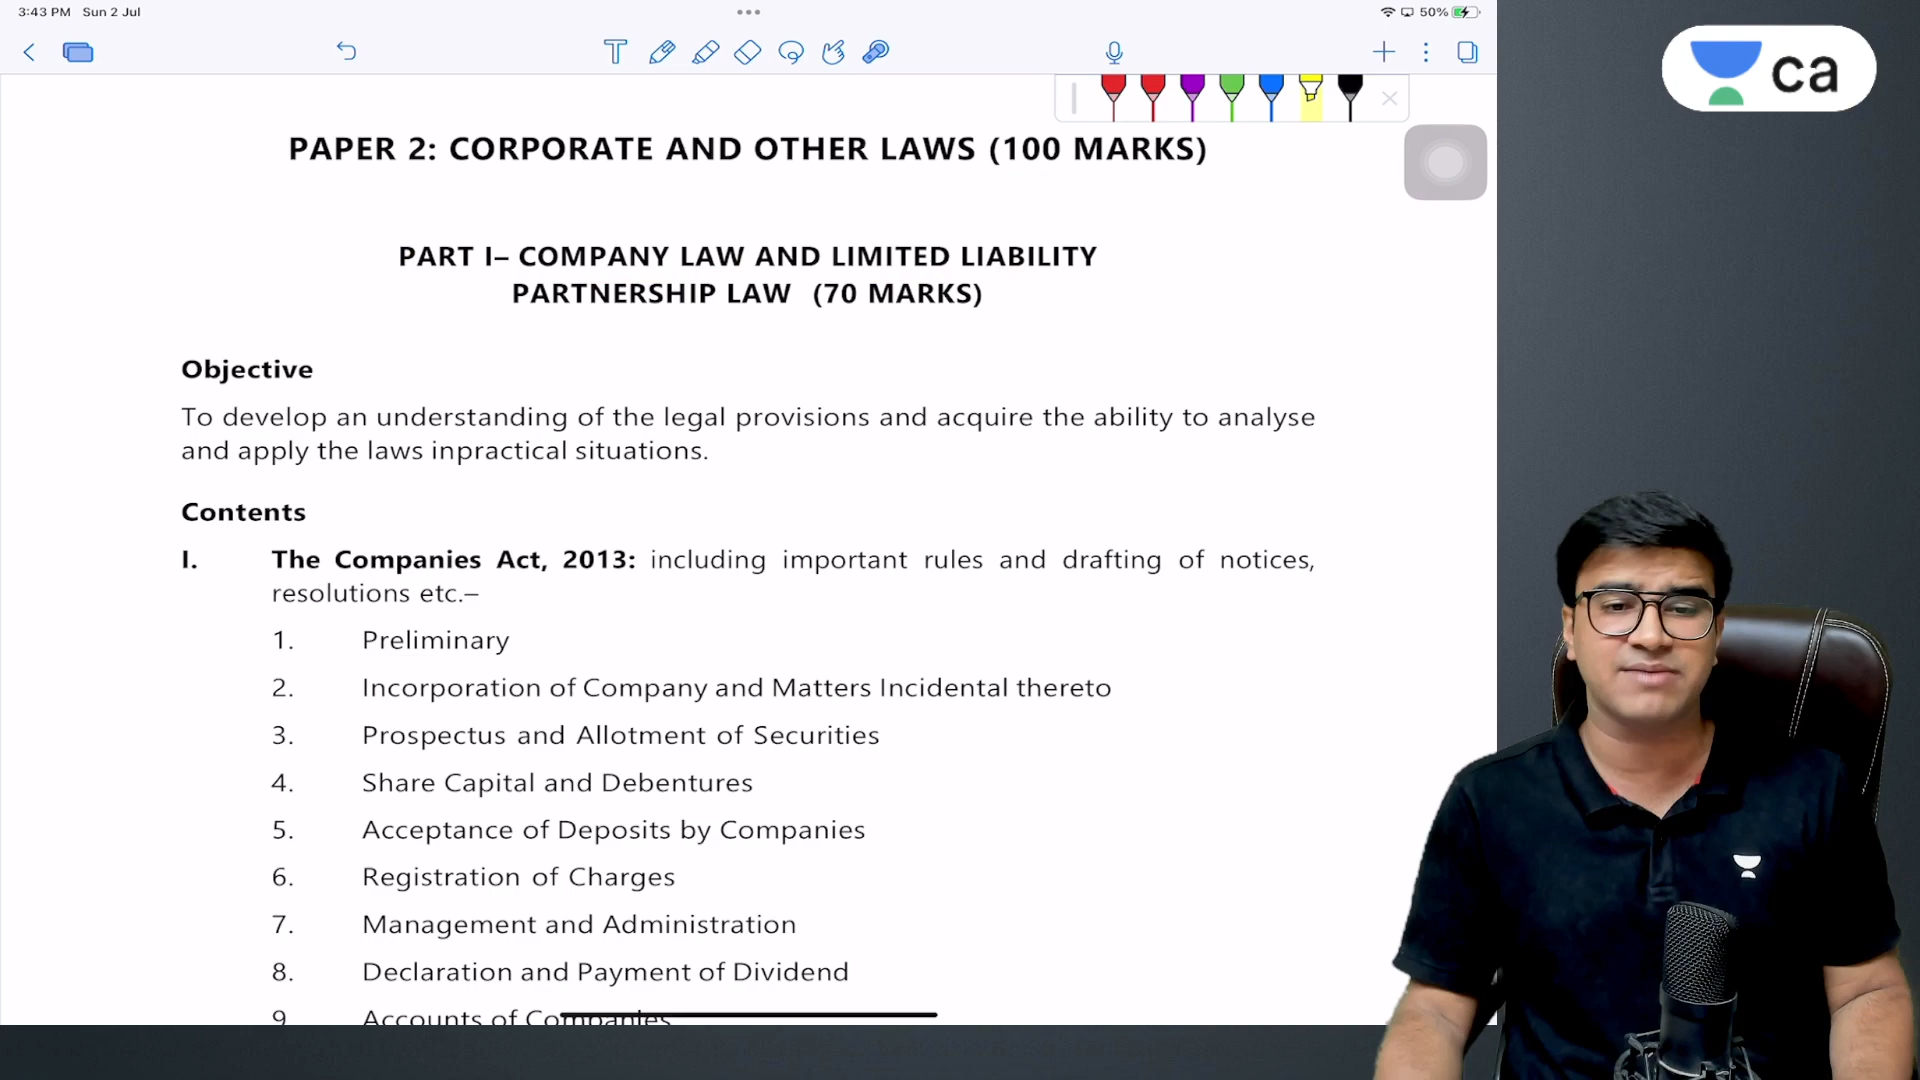 3:43 PM Sun 2 Jul
50%
ca
PAPER 2: CORPORATE AND OTHER LAWS (100 MARKS)
PART I– COMPANY LAW AND LIMITED LIABILITY
PARTNERSHIP LAW (70 MARKS)
Objective
To develop an understanding of the legal provisions and acquire the ability to analyse
and apply the laws inpractical situations.
Contents
I. The Companies Act, 2013: including important rules and drafting of notices,
resolutions etc.–
1. Preliminary
2. Incorporation of Company and Matters Incidental thereto
3. Prospectus and Allotment of Securities
4. Share Capital and Debentures
5. Acceptance of Deposits by Companies
6. Registration of Charges
7. Management and Administration
8. Declaration and Payment of Dividend
9 Accounts of Companies